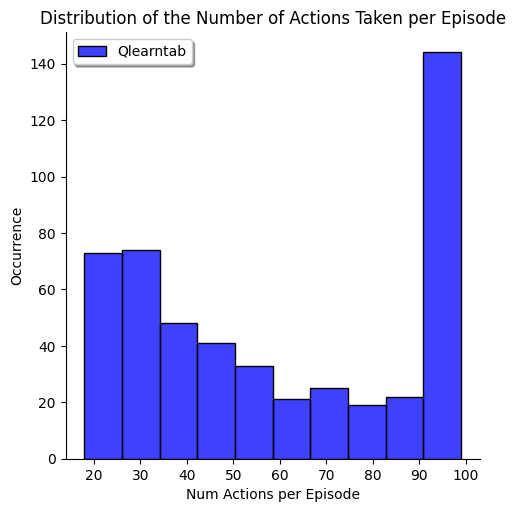 Distribution of the Number of Actions Taken per Episode
Qlearntab
140
120
100
80
60
40
20
0
Occurrence
20 30 40 50 60 70 80 90 100
Num Actions per Episode